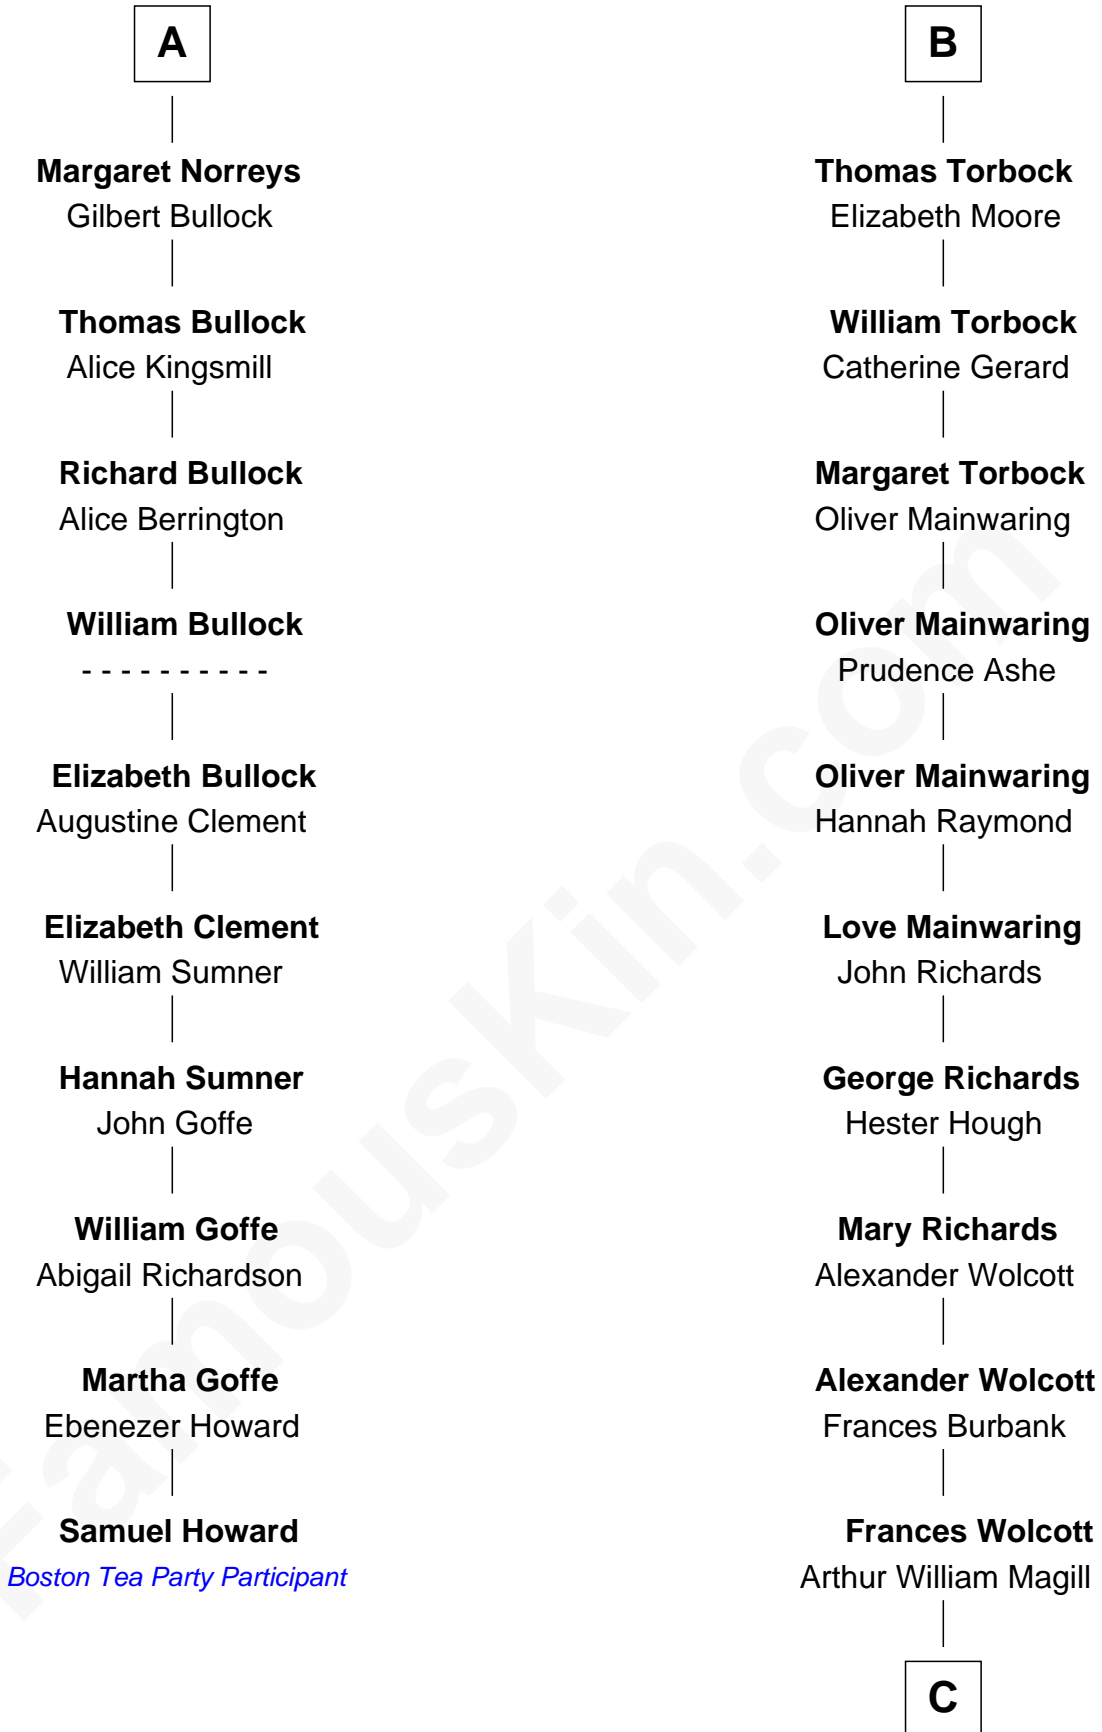 A
Margaret Norreys
Gilbert Bullock
Thomas Bullock
Alice Kingsmill
Richard Bullock
Alice Berrington
William Bullock
- - - - - - - - - -
Elizabeth Bullock
Augustine Clement
Elizabeth Clement
William Sumner
Hannah Sumner
John Goffe
William Goffe
Abigail Richardson
Martha Goffe
Ebenezer Howard
Samuel Howard
Boston Tea Party Participant
B
Thomas Torbock
Elizabeth Moore
William Torbock
Catherine Gerard
Margaret Torbock
Oliver Mainwaring
Oliver Mainwaring
Prudence Ashe
Oliver Mainwaring
Hannah Raymond
Love Mainwaring
John Richards
George Richards
Hester Hough
Mary Richards
Alexander Wolcott
Alexander Wolcott
Frances Burbank
Frances Wolcott
Arthur William Magill
C
FamousKin.com